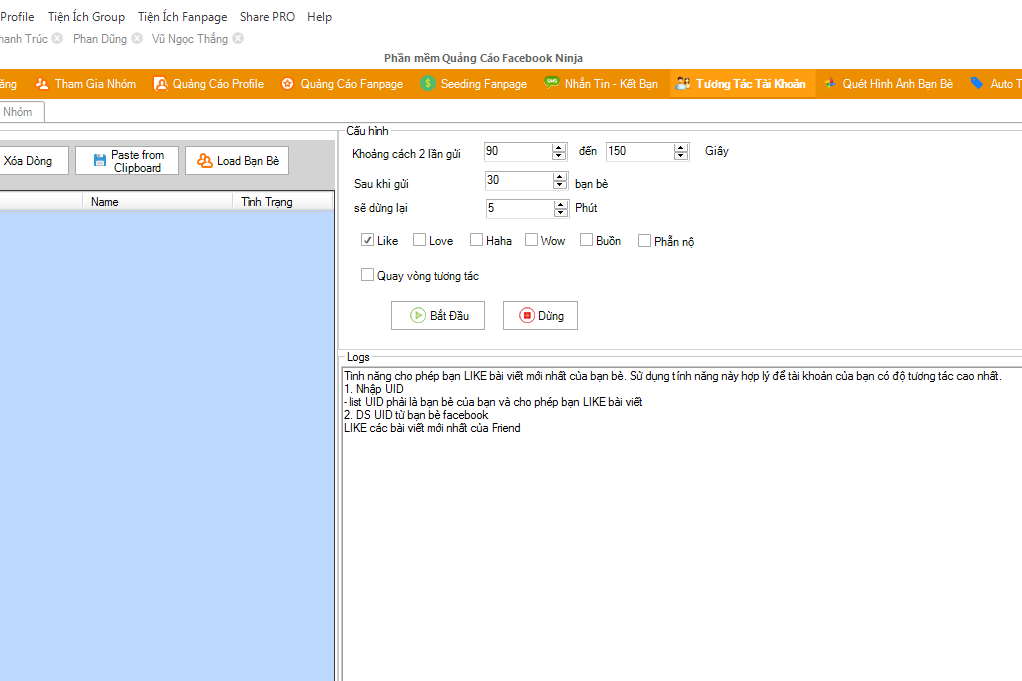 Profile Tiện Ích Group Tiện Ích Fanpage Share PRO Help
hanh Trúc Phan Dũng Vũ Ngọc Thắng
Phần mềm Quảng Cáo Facebook Ninja
ăng Tham Gia Nhóm Quảng Cáo Profile Quảng Cáo Fanpage Seeding Fanpage SMS Nhắn Tin - Kết Bạn Tương Tác Tài Khoản Quét Hình Ảnh Bạn Bè Auto T
Nhóm
Xóa Dòng
Paste from
Clipboard
Load Bạn Bè
Name Tình Trạng
Cấu hình
Khoảng cách 2 lần gửi 90 đến 150 Giây
Sau khi gửi 30 bạn bè
sẽ dừng lại 5 Phút
Like Love Haha Wow Buồn Phẫn nộ
Quay vòng tương tác
Bắt Đầu Dừng
Logs
Tính năng cho phép bạn LIKE bài viết mới nhất của bạn bè. Sử dụng tính năng này hợp lý để tài khoản của bạn có độ tương tác cao nhất.
1. Nhập UID
- list UID phải là bạn bè của bạn và cho phép bạn LIKE bài viết
2. DS UID từ bạn bè facebook
LIKE các bài viết mới nhất của Friend